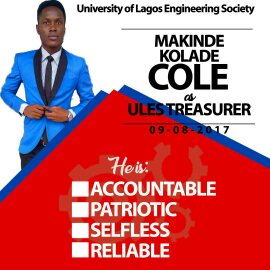 University of Lagos Engineering Society
MAKINDE
KOLADE
COLE
as
ULES TREASURER
09-08-2017
He is:
ACCOUNTABLE
PATRIOTIC
SELFLESS
RELIABLE